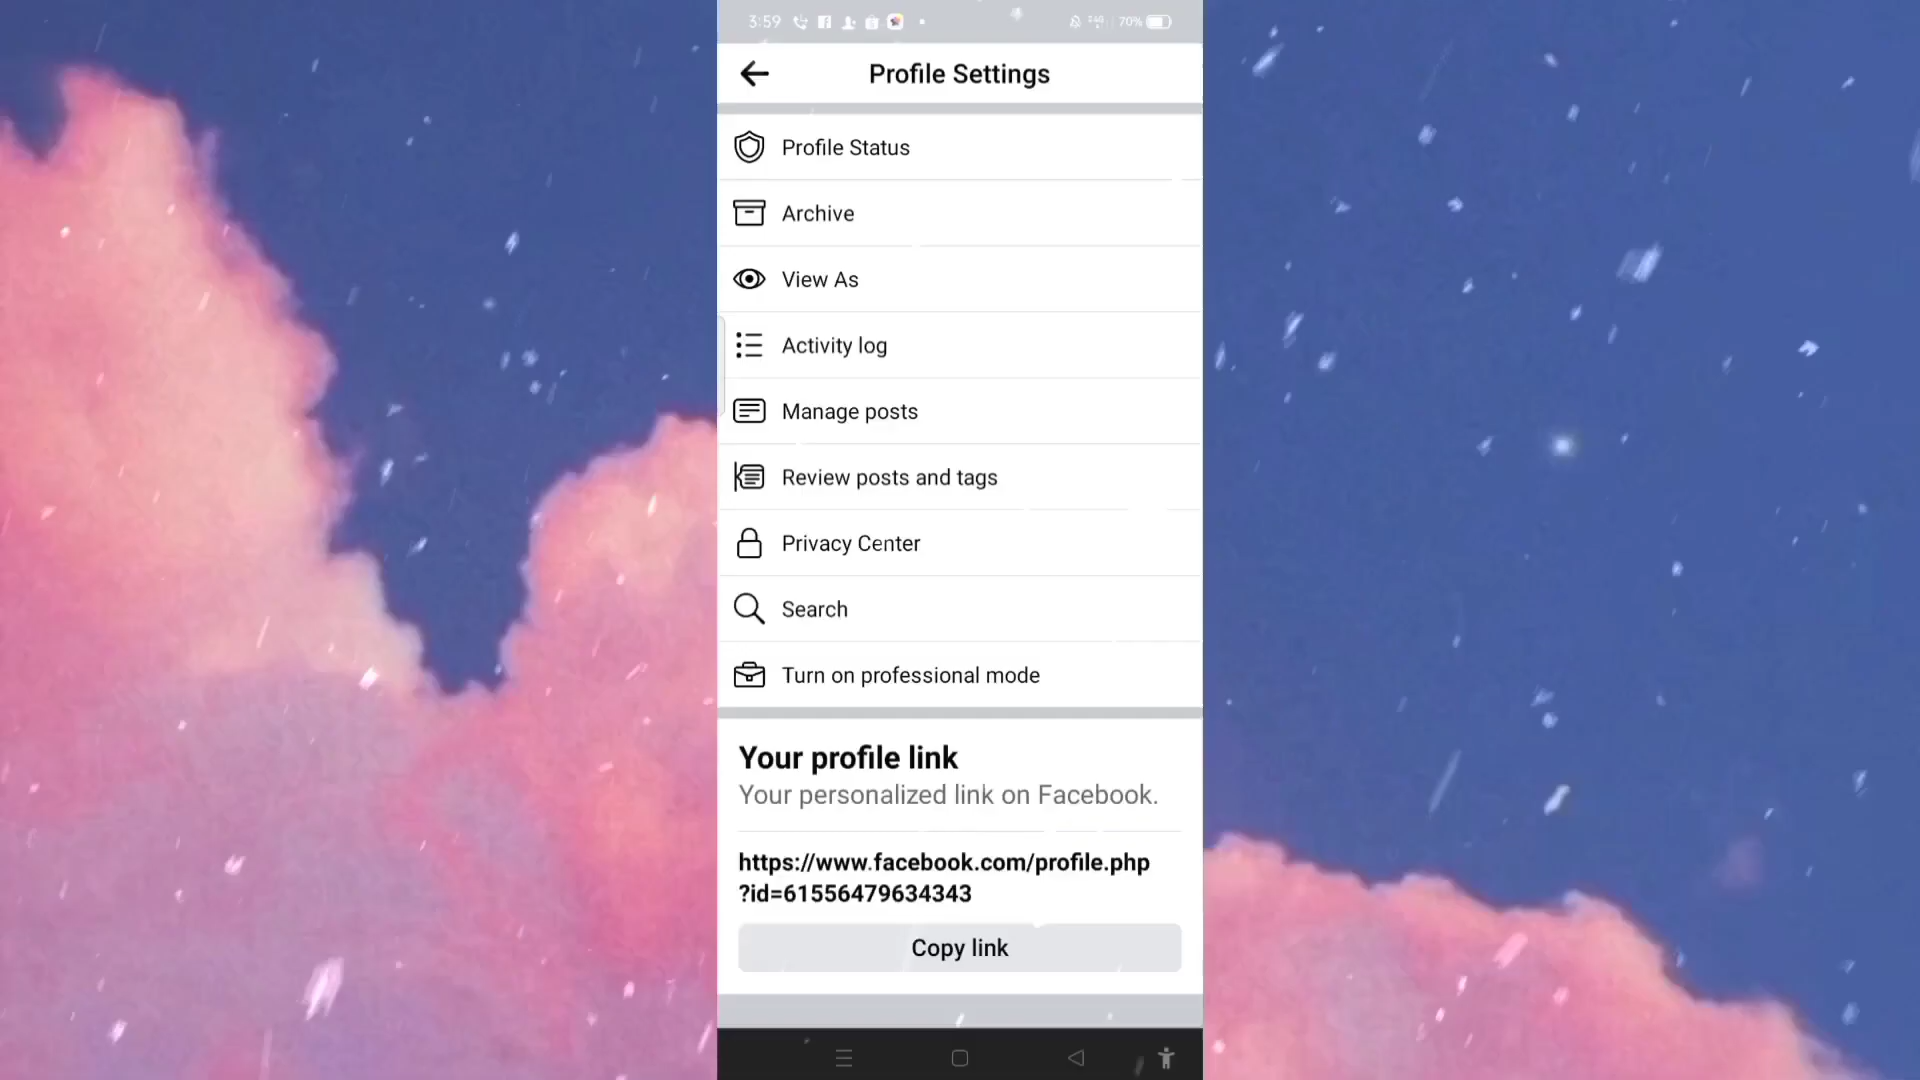 3:59
70%
Profile Settings
Profile Status
Archive
View As
Activity log
Manage posts
Review posts and tags
Privacy Center
Search
Turn on professional mode
Your profile link
Your personalized link on Facebook.
https://www.facebook.com/profile.php
?id=61556479634343
Copy link